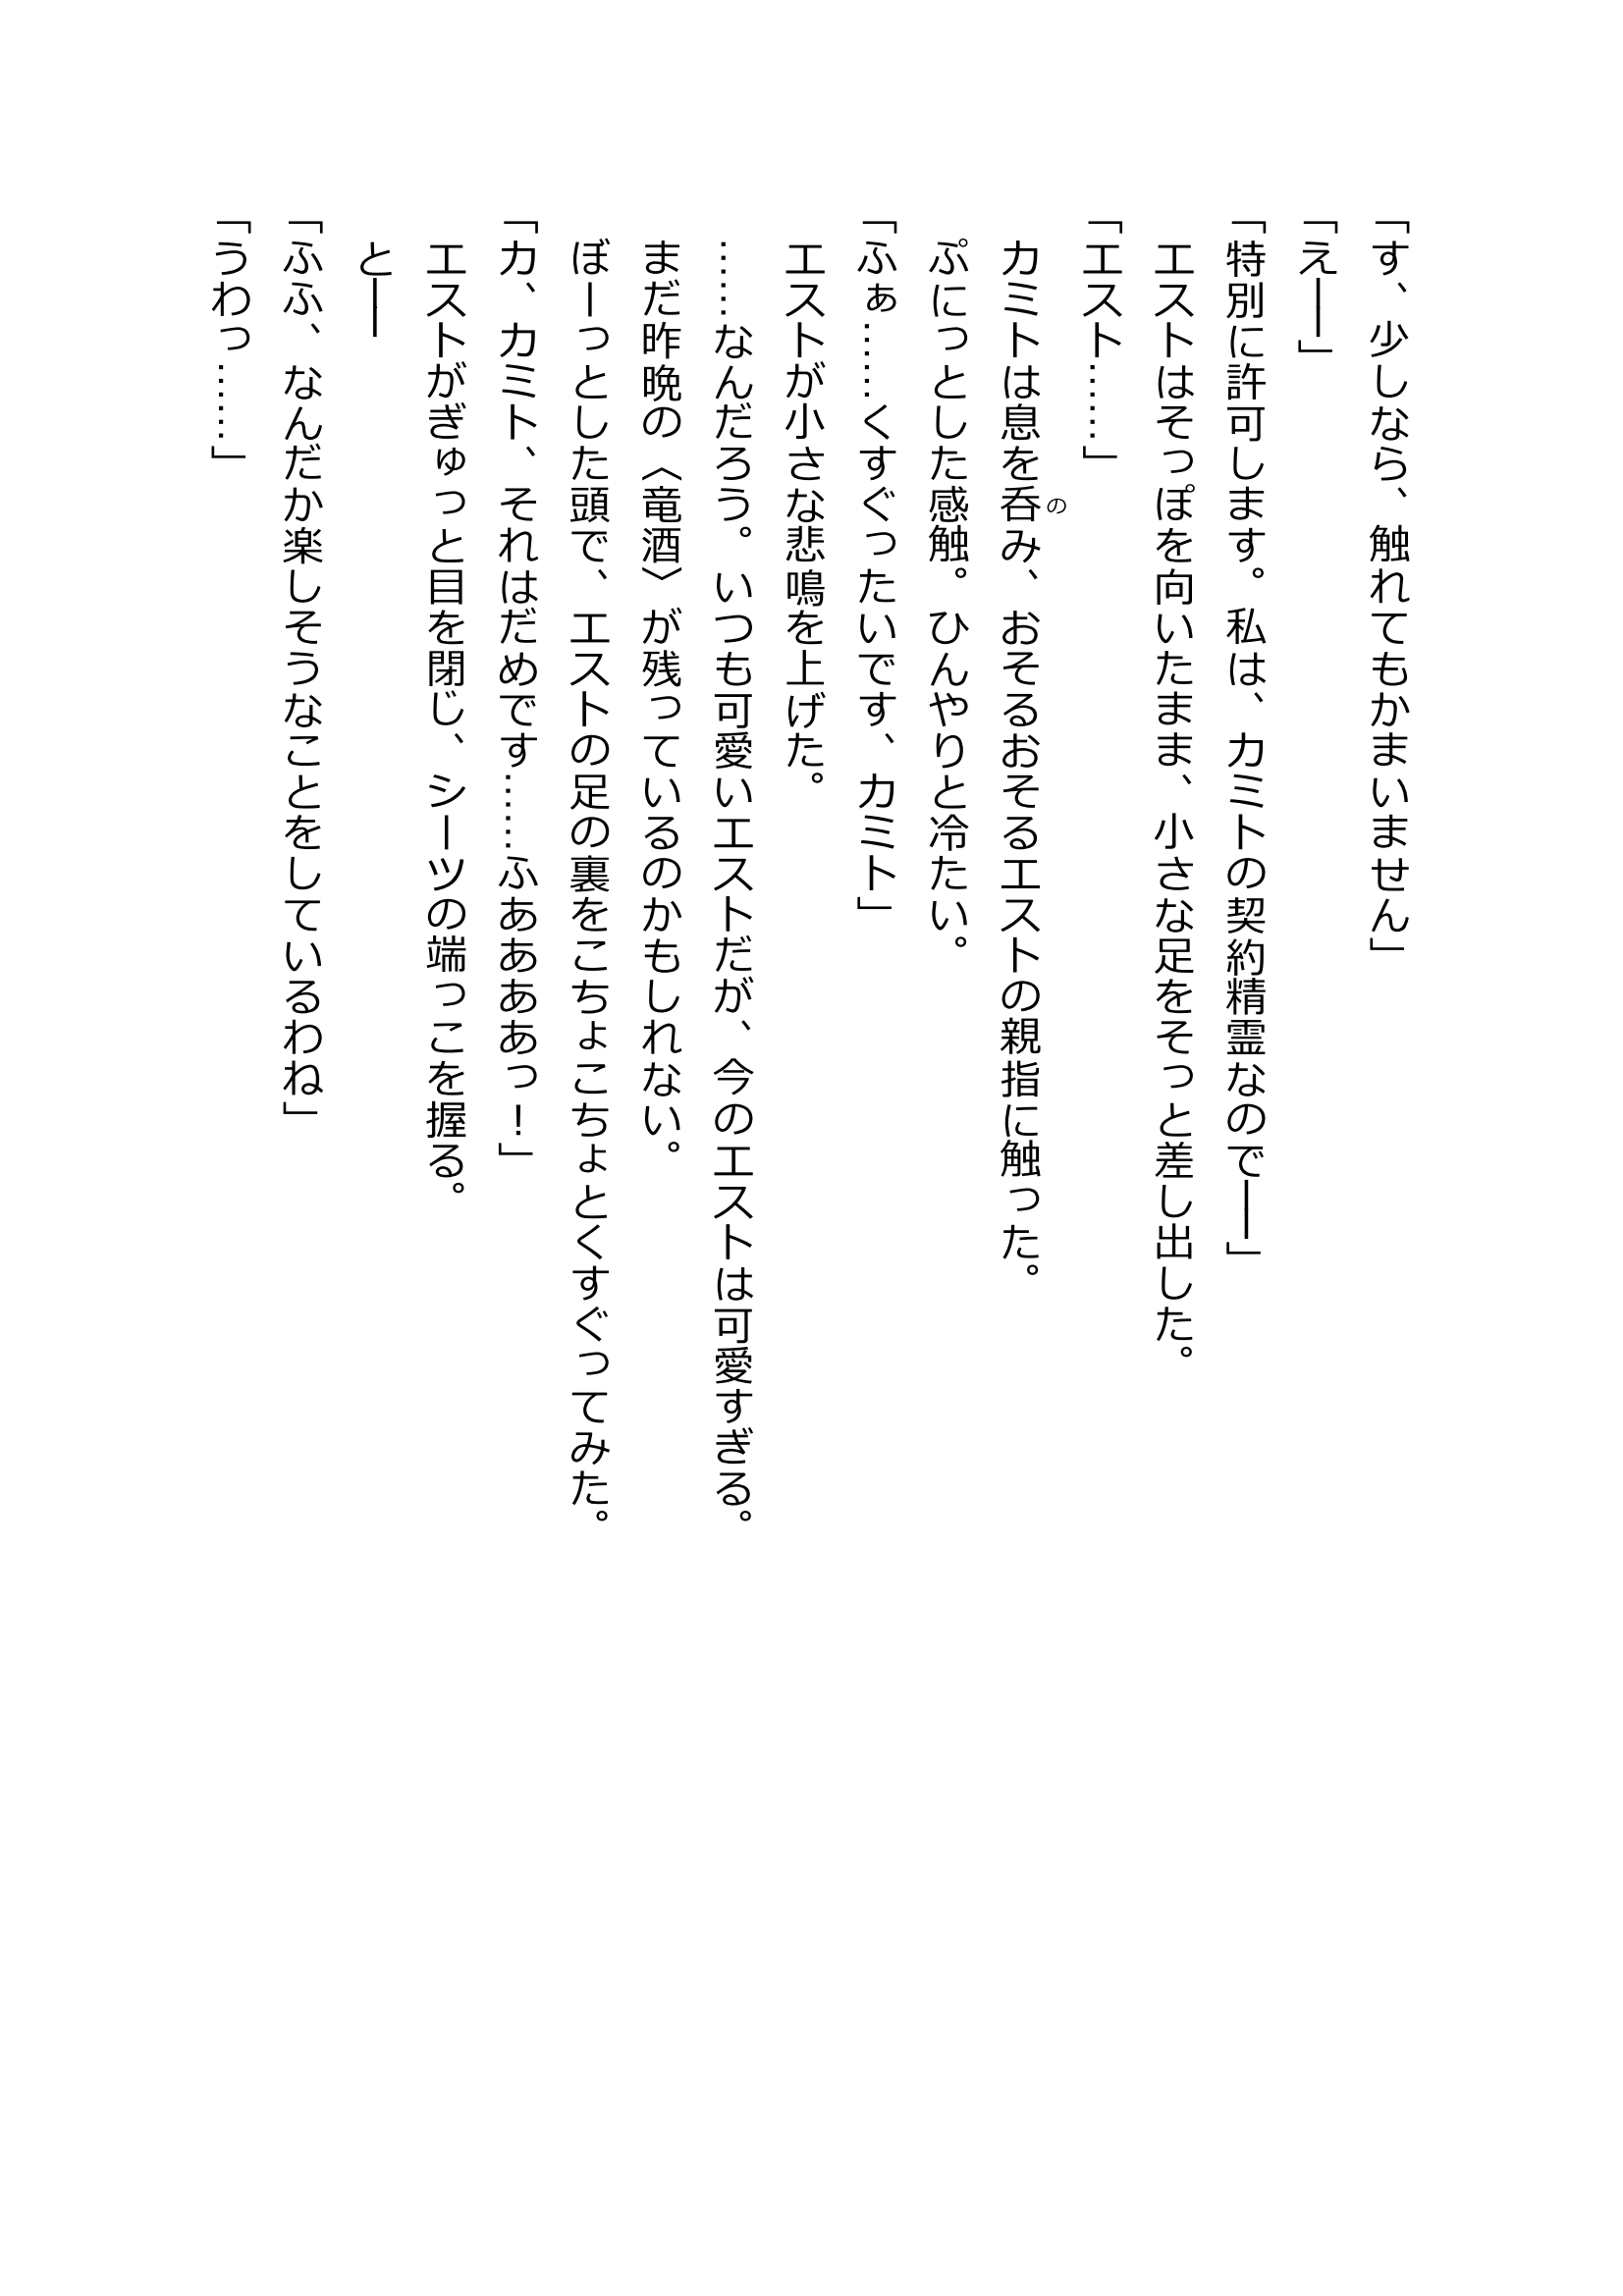 「す、少しなら、触れてもかまいません」
「え――」
「特別に許可します。私は、カミトの契約精霊なので――」
エストはそっぽを向いたまま、小さな足をそっと差し出した。
「エスト……」
カミトは息を呑み、おそるおそるエストの親指に触った。
の
ぷにっとした感触。ひんやりと冷たい。
「ふぁ……くすぐったいです、カミト」
エストが小さな悲鳴を上げた。
……なんだろう。いつも可愛いエストだが、今のエストは可愛すぎる。
まだ昨晩の〈竜酒〉が残っているのかもしれない。
ぼーっとした頭で、エストの足の裏をこちょこちょとくすぐってみた。
「カ、カミト、それはだめです……ふああああっ！」
エストがぎゅっと目を閉じ、シーツの端っこを握る。
と――
「ふふ、なんだか楽しそうなことをしているわね」
「うわっ……」